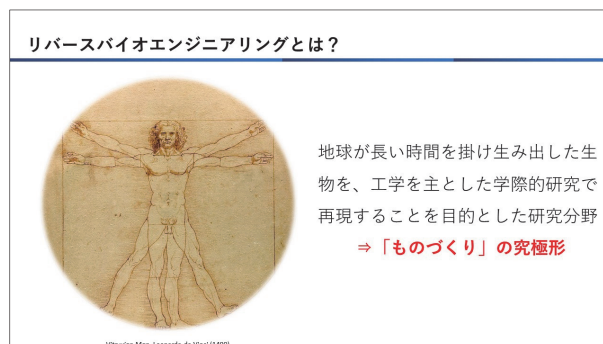 リバースバイオエンジニアリングとは？
地球が長い時間を掛け生み出した生
物を、工学を主とした学際的研究で
再現することを目的とした研究分野
⇒「ものづくり」の究極形